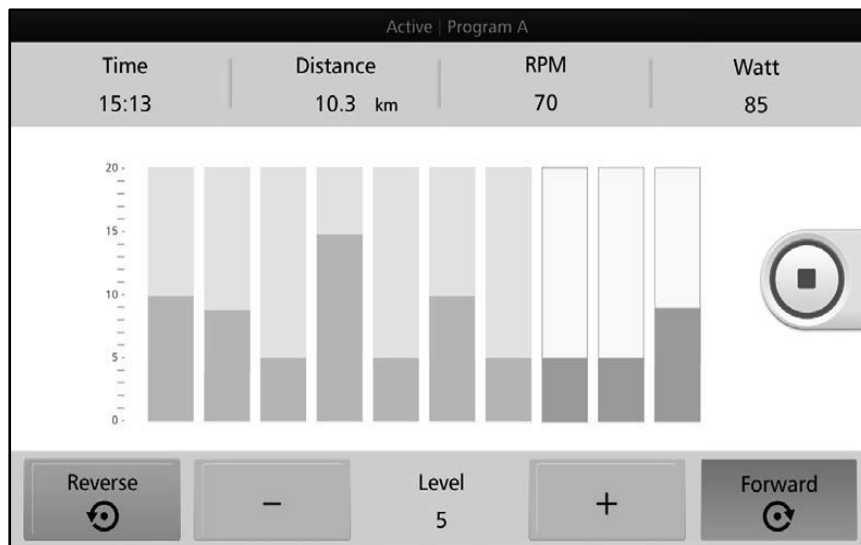 Active | Program A
Time Distance RPM Watt
15:13 10.3 km 70 85
20
15
10
5
0
Reverse − Level + Forward
5